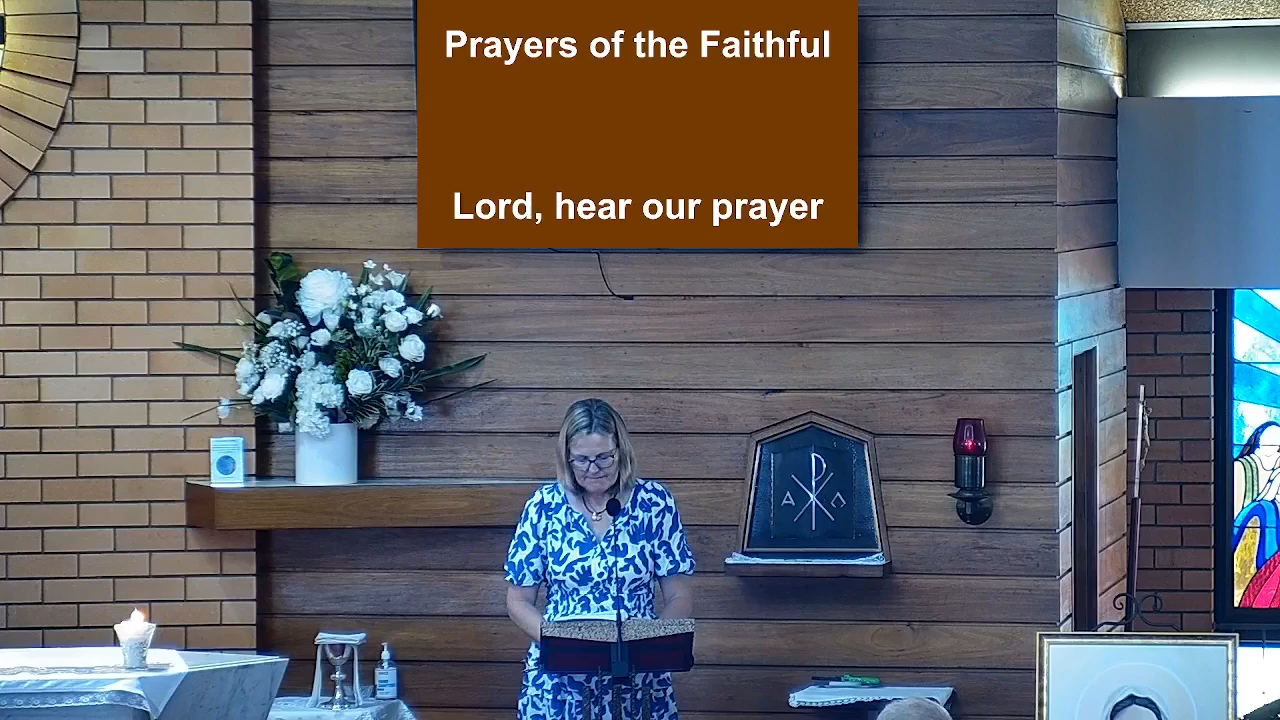 Prayers of the Faithful
Lord, hear our prayer
Α Ω